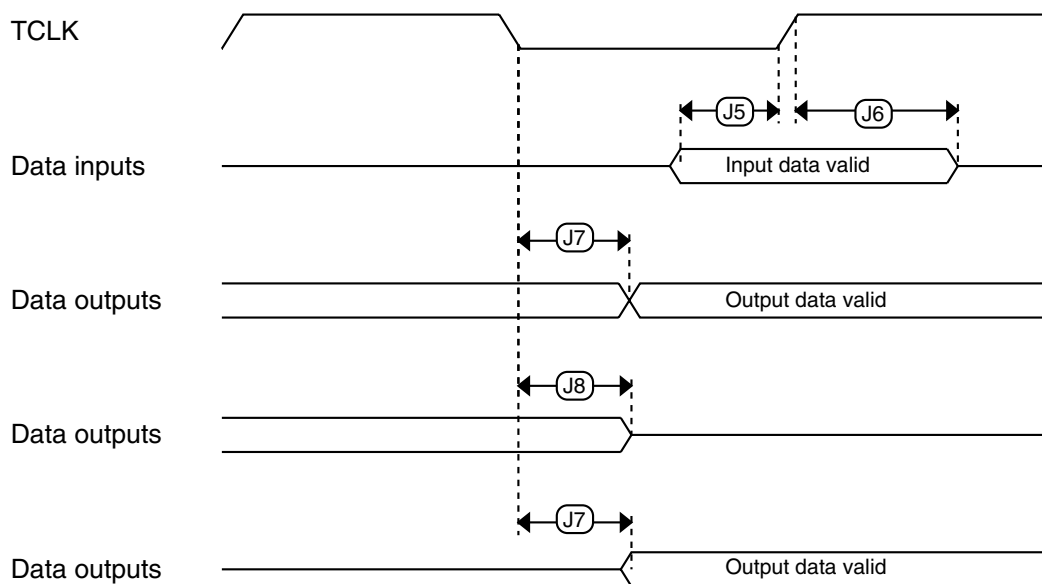 TCLK
J5
J6
Data inputs
Input data valid
J7
Data outputs
Output data valid
J8
Data outputs
J7
Data outputs
Output data valid